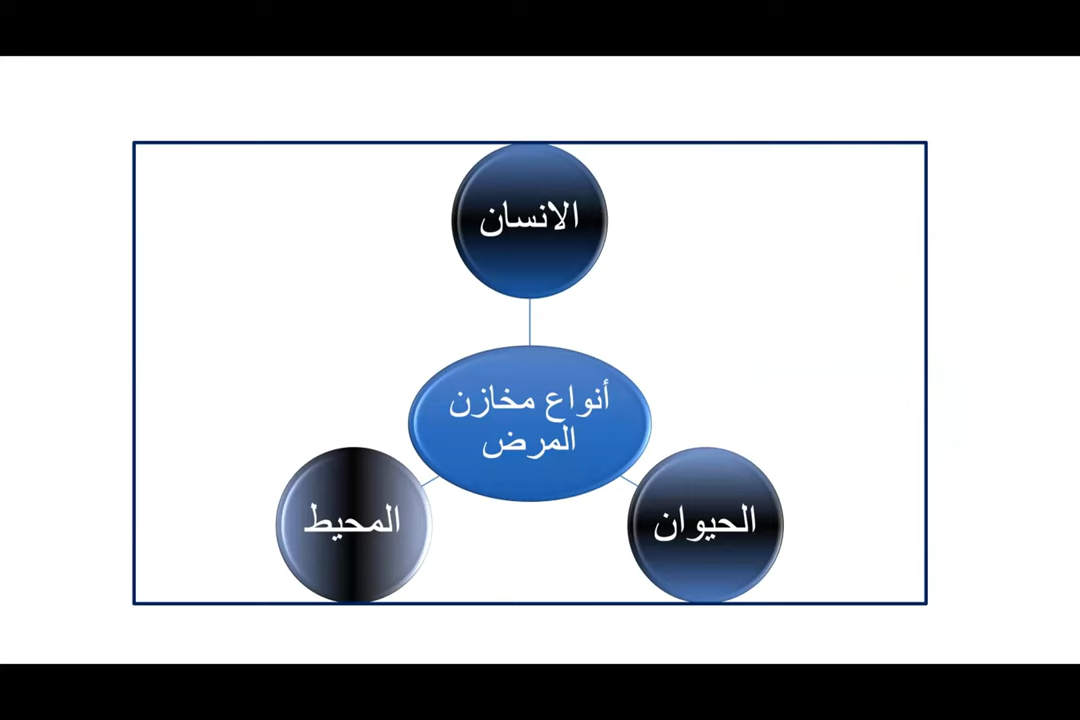 الانسان
أنواع مخازن
المرض
الحيوان
المحيط